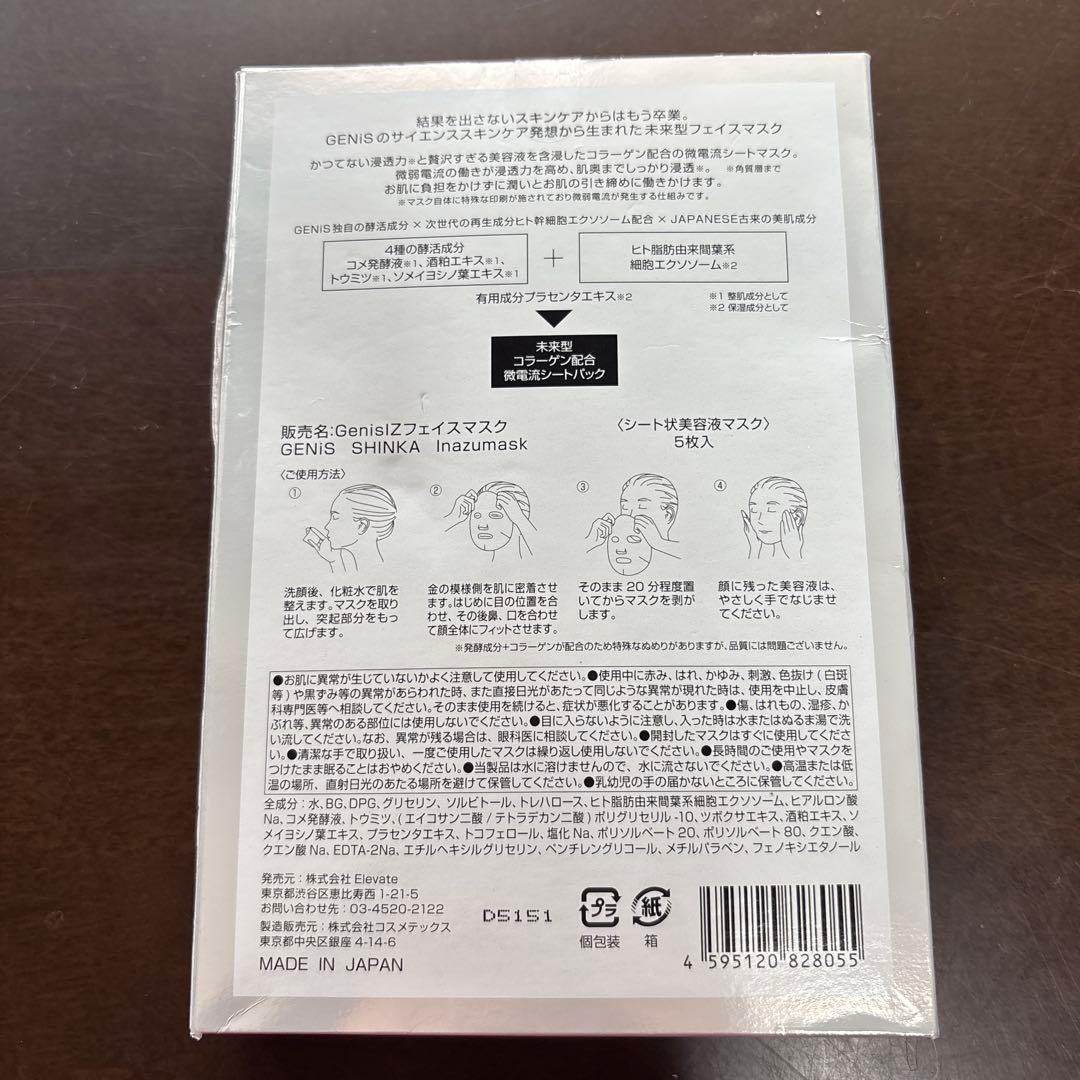 結果を出さないスキンケアからはもう卒業。
GENiSのサイエンススキンケア発想から生まれた未来型フェイスマスク
かつてない浸透力※と贅沢すぎる美容液を含浸したコラーゲン配合の微電流シートマスク。
微弱電流の働きが浸透力を高め、肌奥までしっかり浸透※。 ※角質層まで
お肌に負担をかけずに潤いとお肌の引き締めに働きかけます。
※マスク自体に特殊な印刷が施されており微弱電流が発生する仕組みです。
GENiS独自の酵活成分 × 次世代の再生成分ヒト幹細胞エクソソーム配合 × JAPANESE古来の美肌成分
4種の酵活成分
コメ発酵液※1、酒粕エキス※1、
トウミツ※1、ソメイヨシノ葉エキス※1
+
ヒト脂肪由来間葉系
細胞エクソソーム※2
有用成分プラセンタエキス※2
※1 整肌成分として
※2 保湿成分として
未来型
コラーゲン配合
微電流シートパック
販売名:GenisIZフェイスマスク
GENiS SHINKA Inazumask
〈シート状美容液マスク〉
5枚入
〈ご使用方法〉
①
洗顔後、化粧水で肌を
整えます。マスクを取り
出し、突起部分をもっ
て広げます。
②
金の模様側を肌に密着させ
ます。はじめに目の位置を合
わせ、その後鼻、口を合わせ
て顔全体にフィットさせます。
③
そのまま 20 分程度置
いてからマスクを剥が
します。
④
顔に残った美容液は、
やさしく手でなじませ
てください。
※発酵成分+コラーゲンが配合のため特殊なぬめりがありますが、品質には問題ございません。
●お肌に異常が生じていないかよく注意して使用してください。●使用中に赤み、はれ、かゆみ、刺激、色抜け(白斑
等)や黒ずみ等の異常があらわれた時、また直接日光があたって同じような異常が現れた時は、使用を中止し、皮膚
科専門医等へ相談してください。そのまま使用を続けると、症状が悪化することがあります。●傷、はれもの、湿疹、か
ぶれ等、異常のある部位には使用しないでください。●目に入らないように注意し、入った時は水またはぬるま湯で洗
い流してください。なお、異常が残る場合は、眼科医に相談してください。●開封したマスクはすぐに使用してくださ
い。●清潔な手で取り扱い、一度ご使用したマスクは繰り返し使用しないでください。●長時間のご使用やマスクを
つけたまま眠ることはおやめください。●当製品は水に溶けませんので、水に流さないでください。●高温または低
温の場所、直射日光のあたる場所を避けて保管してください。●乳幼児の手の届かないところに保管してください。
全成分:水、BG、DPG、グリセリン、ソルビトール、トレハロース、ヒト脂肪由来間葉系細胞エクソソーム、ヒアルロン酸
Na、コメ発酵液、トウミツ、(エイコサン二酸/テトラデカン二酸)ポリグリセリル-10、ツボクサエキス、酒粕エキス、ソ
メイヨシノ葉エキス、プラセンタエキス、トコフェロール、塩化Na、ポリソルベート20、ポリソルベート80、クエン酸、
クエン酸Na、EDTA-2Na、エチルヘキシルグリセリン、ペンチレングリコール、メチルパラベン、フェノキシエタノール
発売元:株式会社Elevate
東京都渋谷区恵比寿西1-21-5
お問い合わせ先:03-4520-2122
製造販売元:株式会社コスメテックス
東京都中央区銀座4-14-6
MADE IN JAPAN
D51S1
プラ
個包装
紙
箱
4 595120 828055